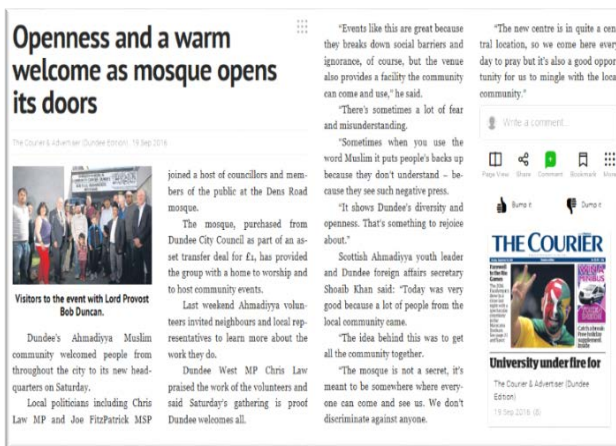 Openness and a warm
welcome as mosque opens
its doors
The Courier & Advertiser (Dundee Edition) 19 Sep 2016
Visitors to the event with Lord Provost
Bob Duncan.
Dundee's Ahmadiyya Muslim
community welcomed people from
throughout the city to its new head-
quarters on Saturday.
Local politicians including Chris
Law MP and Joe FitzPatrick MSP
joined a host of councillors and mem-
bers of the public at the Dens Road
mosque.
The mosque, purchased from
Dundee City Council as part of an as-
set transfer deal for £1, has provided
the group with a home to worship and
to host community events.
Last weekend Ahmadiyya volun-
teers invited neighbours and local rep-
resentatives to learn more about the
work they do.
Dundee West MP Chris Law
praised the work of the volunteers and
said Saturday's gathering is proof
Dundee welcomes all.
"Events like this are great because
they breaks down social barriers and
ignorance, of course, but the venue
also provides a facility the community
can come and use," he said.
"There's sometimes a lot of fear
and misunderstanding.
"Sometimes when you use the
word Muslim it puts people's backs up
because they don't understand – be-
cause they see such negative press.
"It shows Dundee's diversity and
openness. That's something to rejoice
about."
Scottish Ahmadiyya youth leader
and Dundee foreign affairs secretary
Shoaib Khan said: "Today was very
good because a lot of people from the
local community came.
"The idea behind this was to get
all the community together.
"The mosque is not a secret, it's
meant to be somewhere where every-
one can come and see us. We don't
discriminate against anyone.
"The new centre is in quite a cen
tral location, so we come here every
day to pray but it's also a good oppor
tunity for us to mingle with the loca
community."
Write a comment...
Page View Share Comment Bookmark More
Bump it Dump it
THE COURIER
University under fire for
The Courier & Advertiser (Dundee
Edition)
19 Sep 2016